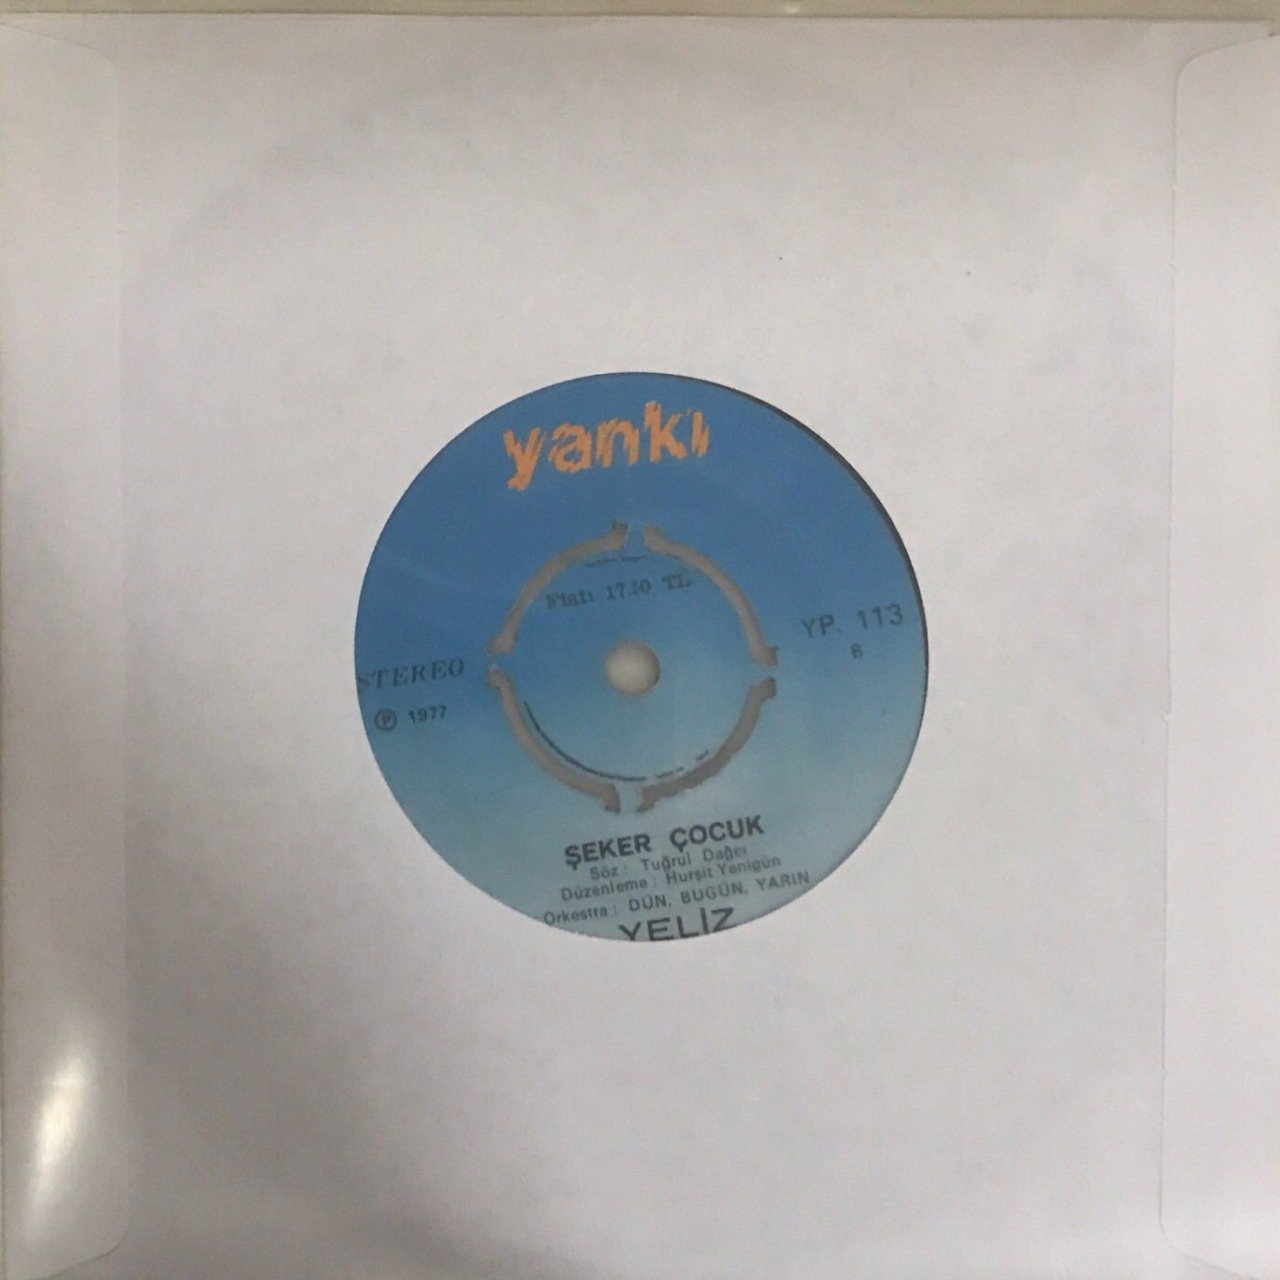 yankı
Fiatı 17.50 TL
YP. 113
B
STEREO
℗ 1977
ŞEKER ÇOCUK
Söz : Tuğrul Dağcı
Düzenleme : Hurşit Yenigün
Orkestra : DÜN, BUGÜN, YARIN
YELİZ